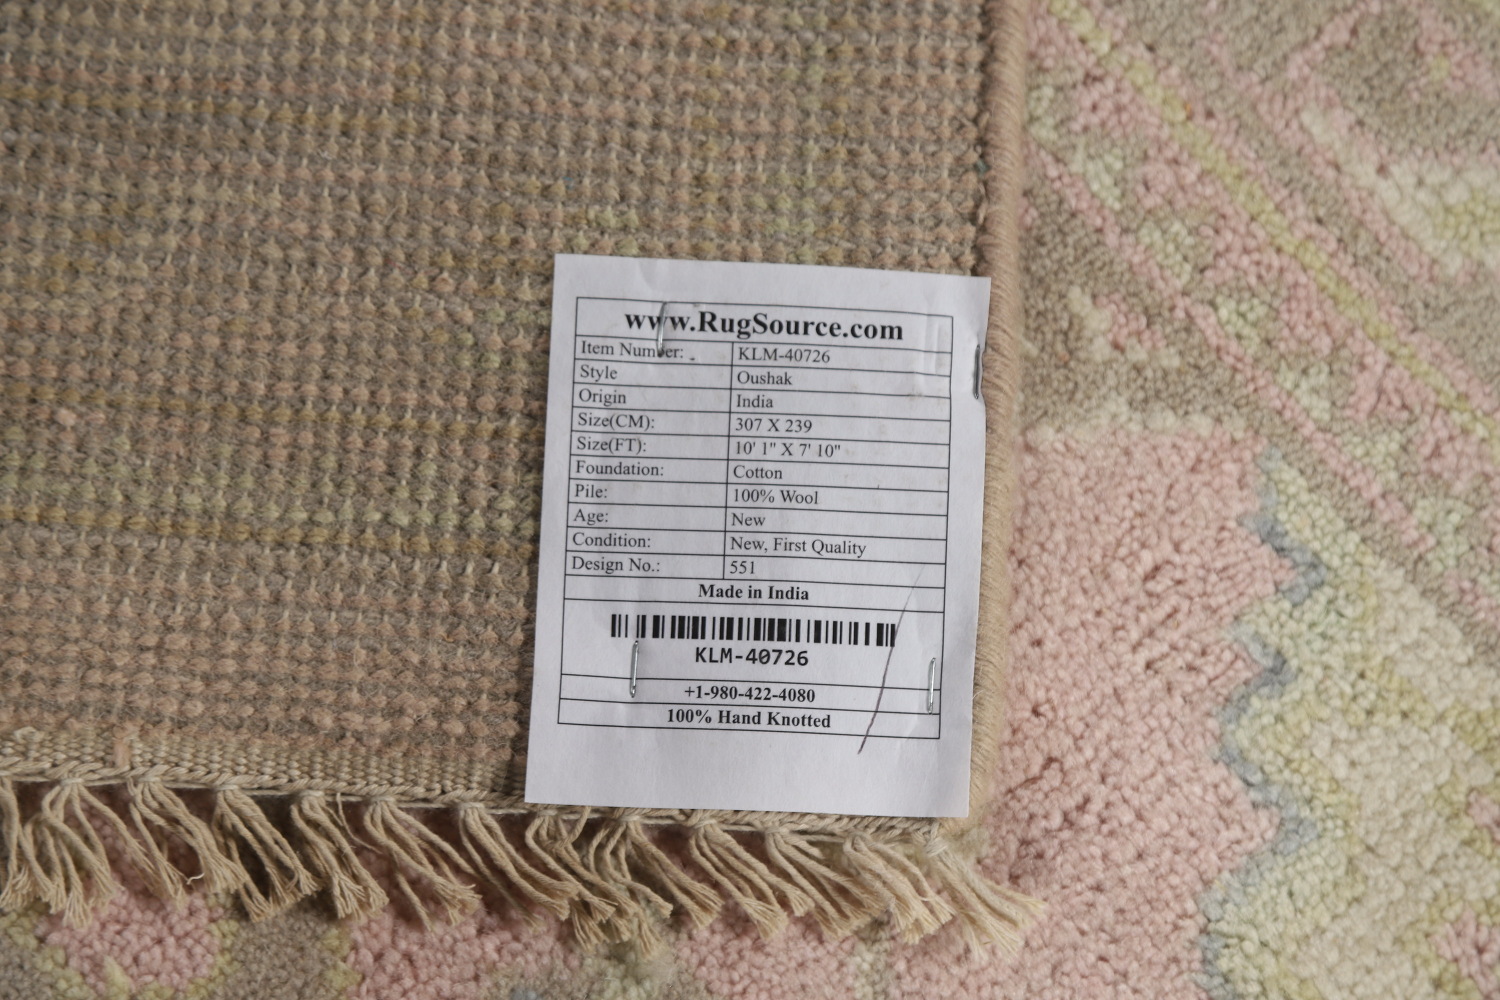 www.RugSource.com
Item Number: KLM-40726
Style Oushak
Origin India
Size(CM): 307 X 239
Size(FT): 10' 1" X 7' 10"
Foundation: Cotton
Pile: 100% Wool
Age: New
Condition: New, First Quality
Design No.: 551
Made in India
KLM-40726
+1-980-422-4080
100% Hand Knotted